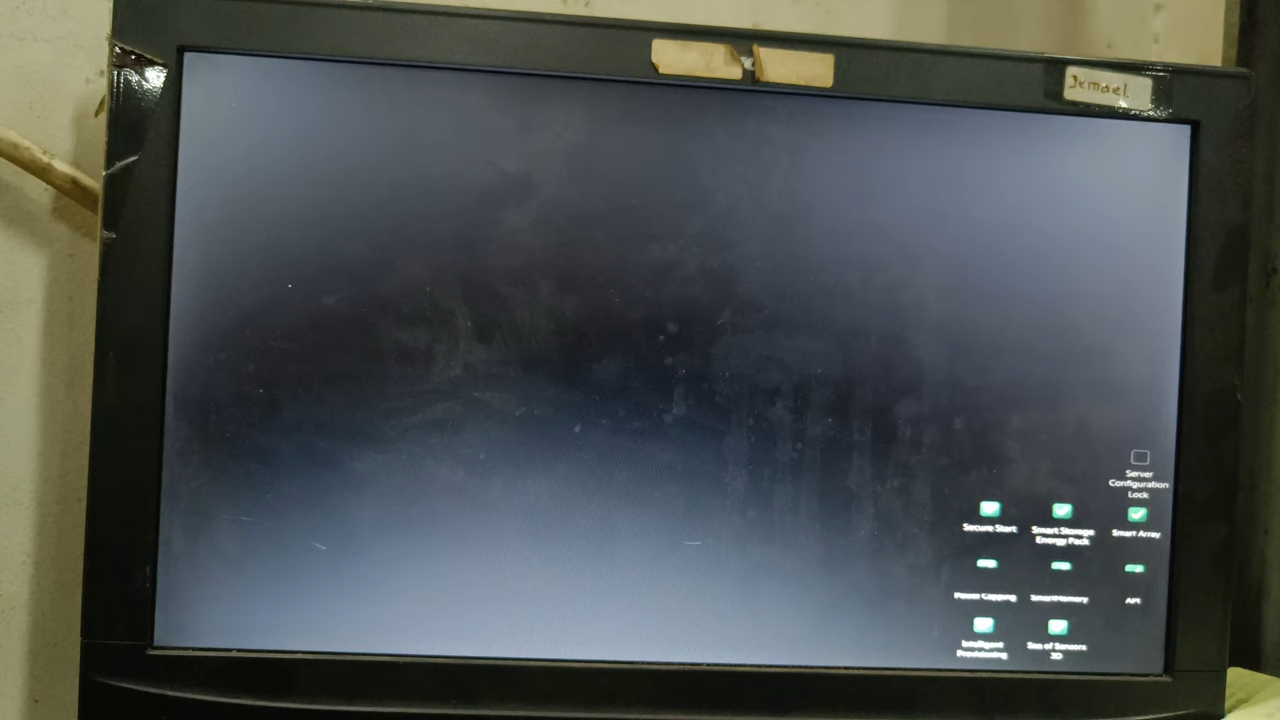 Jemael.
Server
Configuration
Lock
Secure Start
Smart Storage
Energy Pack
Smart Array
Power Capping
SmartMemory
API
Intelligent
Provisioning
Sea of Sensors
3D